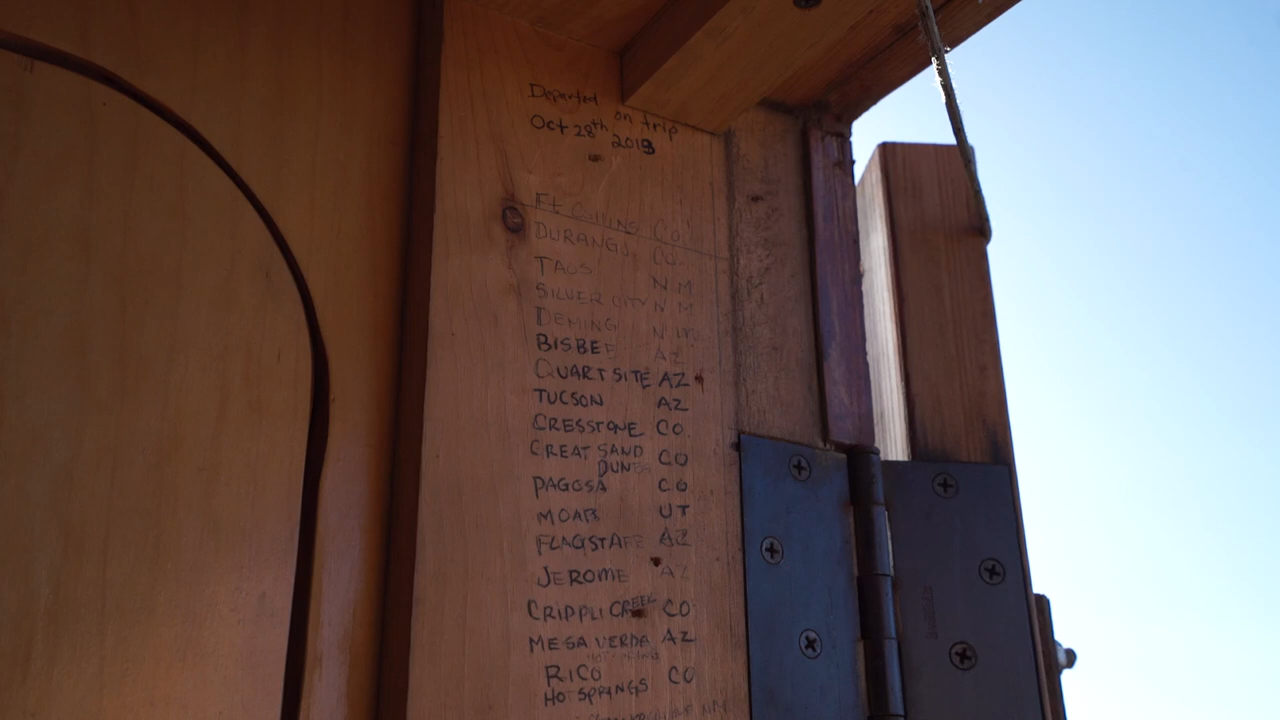 Departed on trip
Oct 28th 2019
Ft COLLINS CO.
DURANGO CO.
TAOS N M
SILVER CITY N M
DEMING N M
BISBEE AZ
QUARTSITE AZ
TUCSON AZ
CRESSTONE CO.
GREAT SAND DUNES CO
PAGOSA CO
MOAB UT
FLAGSTAFF AZ
JEROME AZ
CRIPPLI CREEK CO
MESA VERDA AZ
RICO CO
HOT SPRINGS